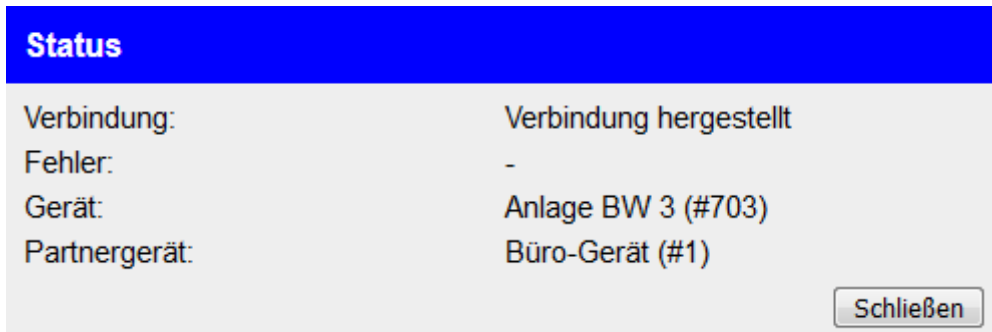 Status
Verbindung: Verbindung hergestellt
Fehler: -
Gerät: Anlage BW 3 (#703)
Partnergerät: Büro-Gerät (#1)
Schließen